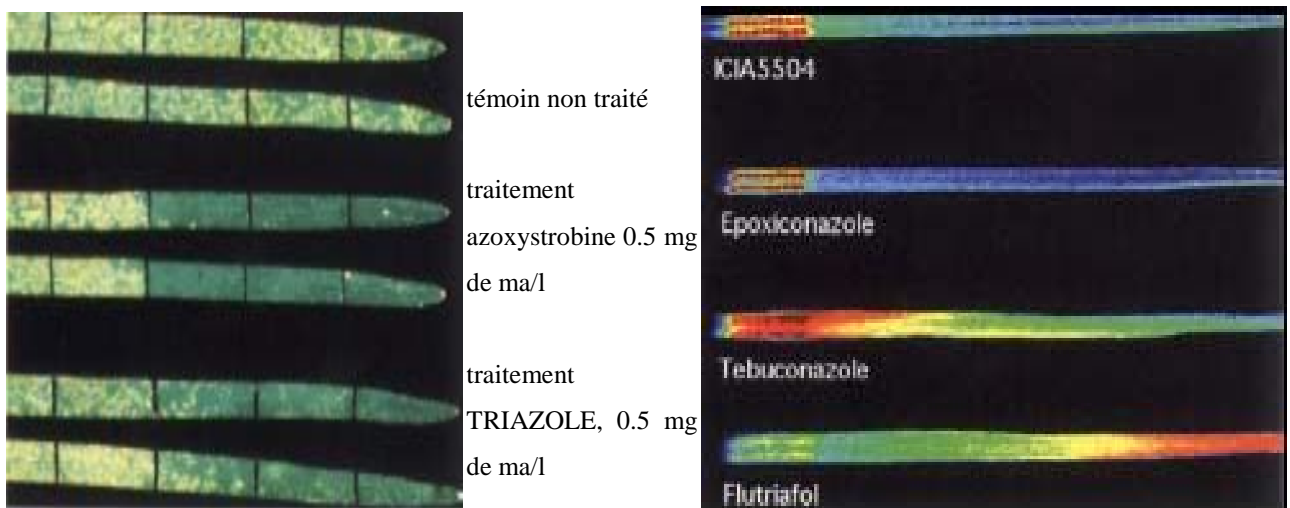 témoin non traité
traitement
azoxystrobine 0.5 mg
de ma/l
traitement
TRIAZOLE, 0.5 mg
de ma/l
ICIA5504
Epoxiconazole
Tebuconazole
Flutriafol